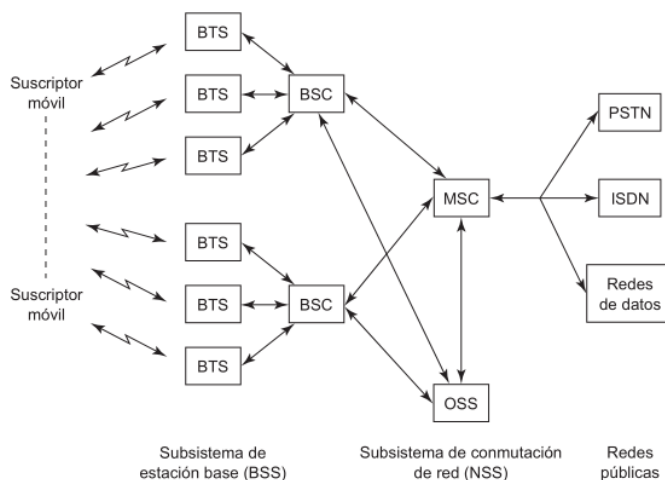 BTS
Suscriptor
móvil
BTS
BSC
PSTN
BTS
MSC
ISDN
BTS
Redes
de datos
Suscriptor
móvil
BTS
BSC
BTS
OSS
Subsistema de
estación base (BSS)
Subsistema de conmutación
de red (NSS)
Redes
públicas